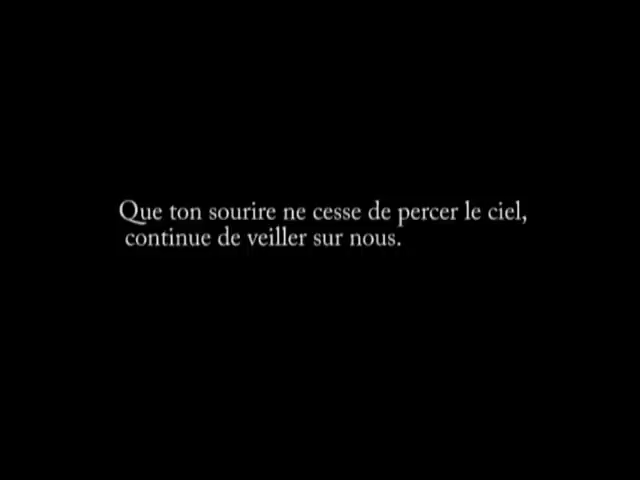 Que ton sourire ne cesse de percer le ciel,
continue de veiller sur nous.